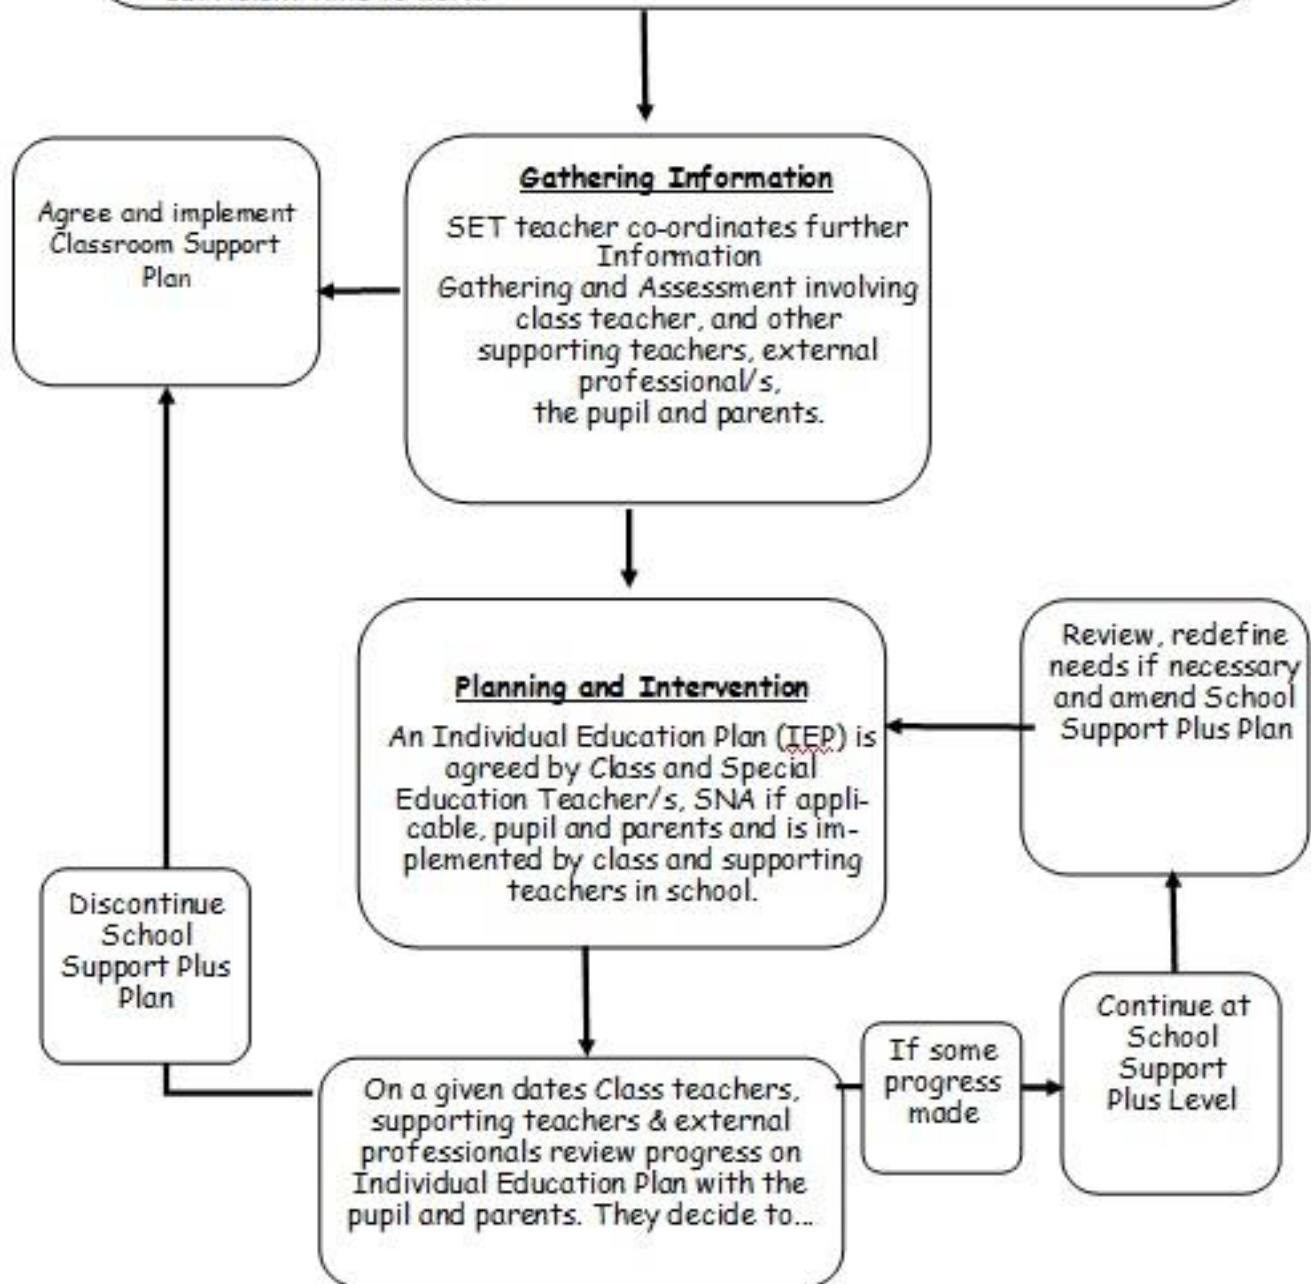 Gathering Information
SET teacher co-ordinates further
Information
Gathering and Assessment involving
class teacher, and other
supporting teachers, external
professional/s,
the pupil and parents.
Agree and implement
Classroom Support
Plan
Planning and Intervention
An Individual Education Plan (IEP) is
agreed by Class and Special
Education Teacher/s, SNA if appli-
cable, pupil and parents and is im-
plemented by class and supporting
teachers in school.
Review, redefine
needs if necessary
and amend School
Support Plus Plan
Discontinue
School
Support Plus
Plan
On a given dates Class teachers,
supporting teachers & external
professionals review progress on
Individual Education Plan with the
pupil and parents. They decide to...
If some
progress
made
Continue at
School
Support
Plus Level